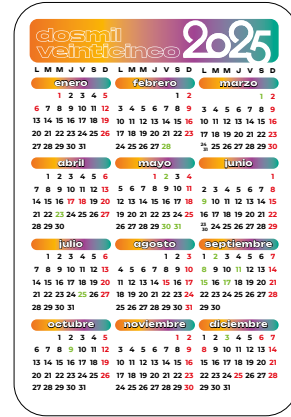 dosmil
veinticinco
2025
L M M J V S D
enero
1 2 3 4 5
6 7 8 9 10 11 12
13 14 15 16 17 18 19
20 21 22 23 24 25 26
27 28 29 30 31
L M M J V S D
febrero
1 2
3 4 5 6 7 8 9
10 11 12 13 14 15 16
17 18 19 20 21 22 23
24 25 26 27 28
L M M J V S D
marzo
1 2
3 4 5 6 7 8 9
10 11 12 13 14 15 16
17 18 19 20 21 22 23
24 31 25 26 27 28 29 30
abril
1 2 3 4 5 6
7 8 9 10 11 12 13
14 15 16 17 18 19 20
21 22 23 24 25 26 27
28 29 30
mayo
1 2 3 4
5 6 7 8 9 10 11
12 13 14 15 16 17 18
19 20 21 22 23 24 25
26 27 28 29 30 31
junio
1
2 3 4 5 6 7 8
9 10 11 12 13 14 15
16 17 18 19 20 21 22
23 30 24 25 26 27 28 29
julio
1 2 3 4 5 6
7 8 9 10 11 12 13
14 15 16 17 18 19 20
21 22 23 24 25 26 27
28 29 30 31
agosto
1 2 3
4 5 6 7 8 9 10
11 12 13 14 15 16 17
18 19 20 21 22 23 24
25 26 27 28 29 30 31
septiembre
1 2 3 4 5 6 7
8 9 10 11 12 13 14
15 16 17 18 19 20 21
22 23 24 25 26 27 28
29 30
octubre
1 2 3 4 5
6 7 8 9 10 11 12
13 14 15 16 17 18 19
20 21 22 23 24 25 26
27 28 29 30 31
noviembre
1 2
3 4 5 6 7 8 9
10 11 12 13 14 15 16
17 18 19 20 21 22 23
24 25 26 27 28 29 30
diciembre
1 2 3 4 5 6 7
8 9 10 11 12 13 14
15 16 17 18 19 20 21
22 23 24 25 26 27 28
29 30 31